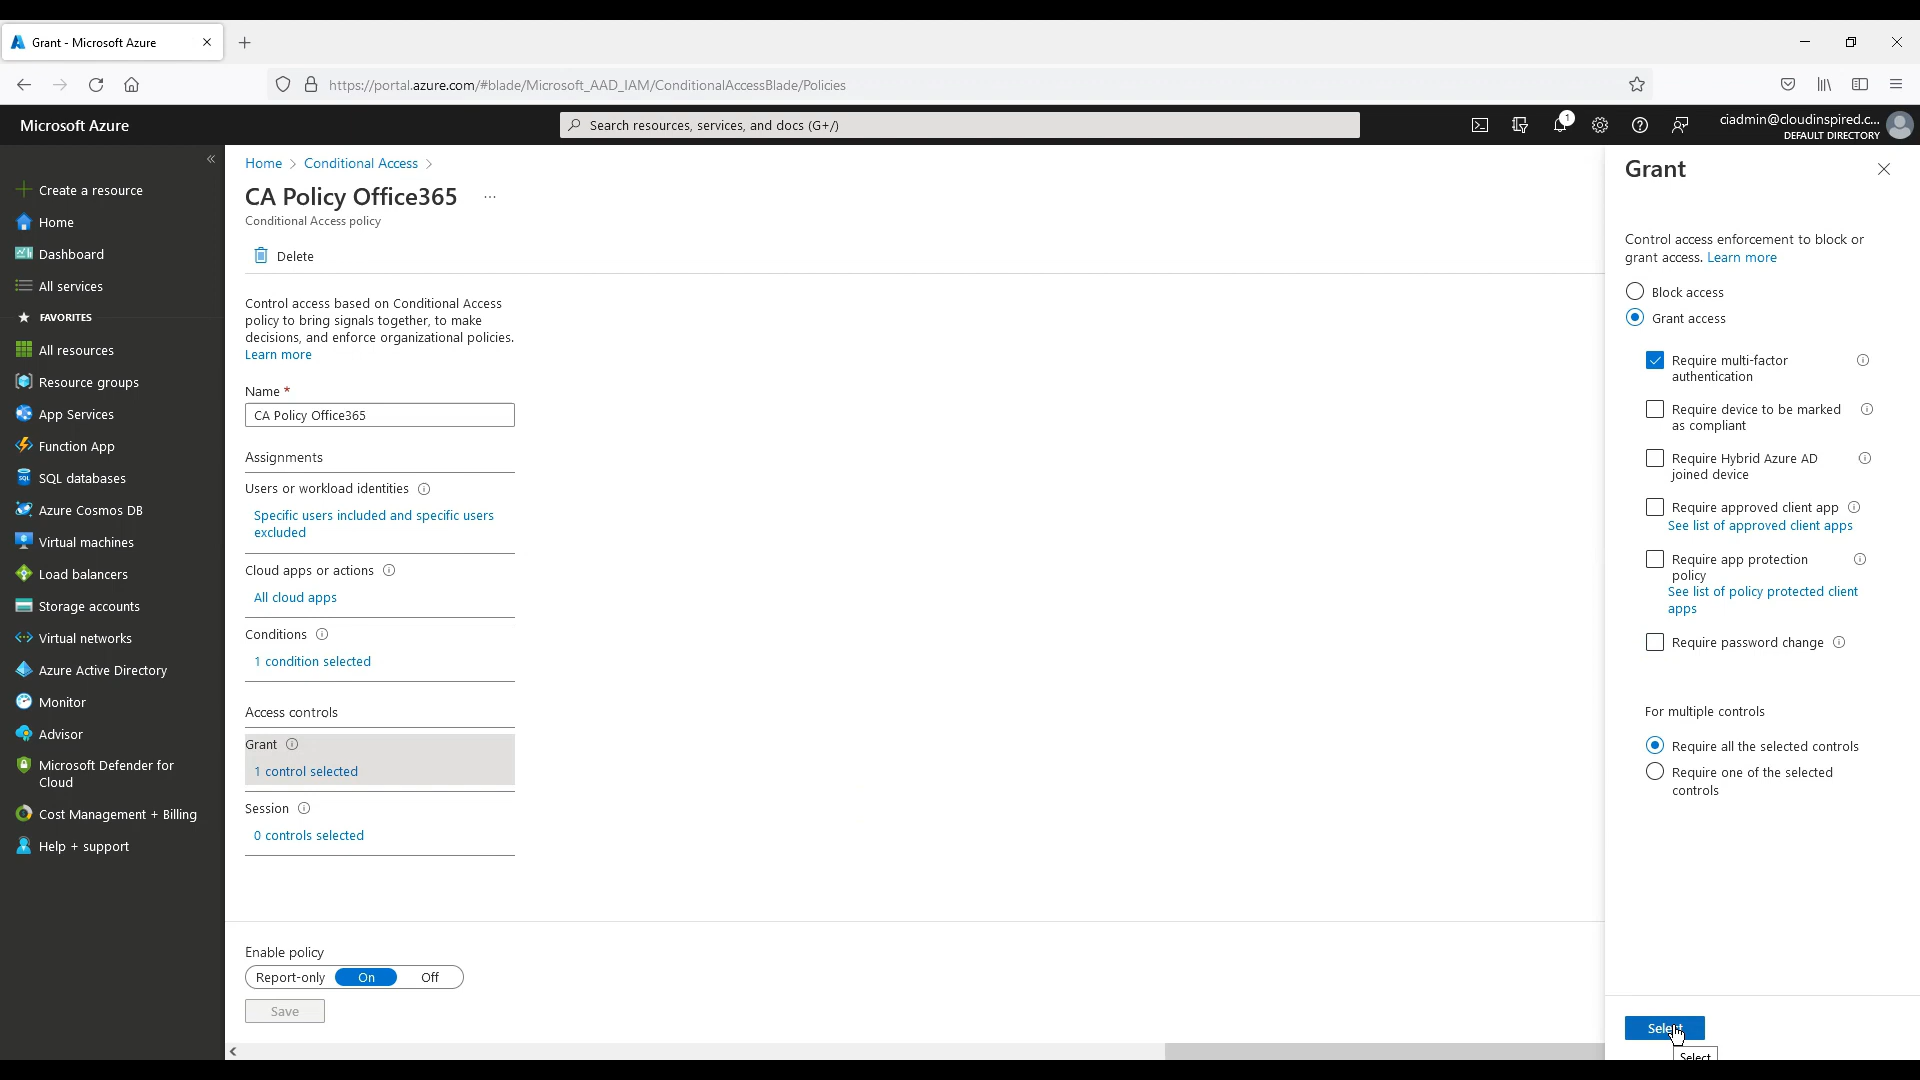 Grant - Microsoft Azure
https://portal.azure.com/#blade/Microsoft_AAD_IAM/ConditionalAccessBlade/Policies
Microsoft Azure
Search resources, services, and docs (G+/)
1
ciadmin@cloudinspired.c...
DEFAULT DIRECTORY
Create a resource
Home
Dashboard
All services
FAVORITES
All resources
Resource groups
App Services
Function App
SQL databases
Azure Cosmos DB
Virtual machines
Load balancers
Storage accounts
Virtual networks
Azure Active Directory
Monitor
Advisor
Microsoft Defender for
Cloud
Cost Management + Billing
Help + support
Home > Conditional Access >
CA Policy Office365 ...
Conditional Access policy
Delete
Control access based on Conditional Access
policy to bring signals together, to make
decisions, and enforce organizational policies.
Learn more
Name *
CA Policy Office365
Assignments
Users or workload identities
Specific users included and specific users
excluded
Cloud apps or actions
All cloud apps
Conditions
1 condition selected
Access controls
Grant
1 control selected
Session
0 controls selected
Enable policy
Report-only On Off
Save
Grant
Control access enforcement to block or
grant access. Learn more
Block access
Grant access
Require multi-factor
authentication
Require device to be marked
as compliant
Require Hybrid Azure AD
joined device
Require approved client app
See list of approved client apps
Require app protection
policy
See list of policy protected client
apps
Require password change
For multiple controls
Require all the selected controls
Require one of the selected
controls
Select
Select